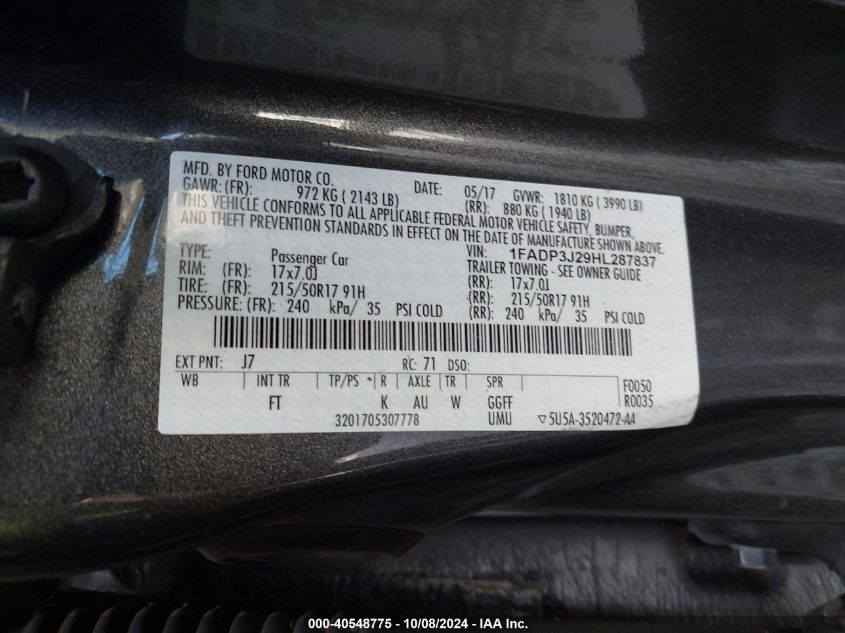 MFD. BY FORD MOTOR CO. DATE: 05/17 GVWR: 1810 KG ( 3990 LB)
GAWR: (FR): 972 KG ( 2143 LB) (RR): 880 KG ( 1940 LB)
THIS VEHICLE CONFORMS TO ALL APPLICABLE FEDERAL MOTOR VEHICLE SAFETY, BUMPER,
AND THEFT PREVENTION STANDARDS IN EFFECT ON THE DATE OF MANUFACTURE SHOWN ABOVE.
VIN: 1FADP3J29HL287837
TYPE: Passenger Car TRAILER TOWING - SEE OWNER GUIDE
RIM: (FR): 17x7.0J (RR): 17x7.0J
TIRE: (FR): 215/50R17 91H (RR): 215/50R17 91H
PRESSURE: (FR): 240 kPa/ 35 PSI COLD (RR): 240 kPa/ 35 PSI COLD
EXT PNT: J7 RC: 71 DSO:
WB INT TR TP/PS R AXLE TR SPR F0050
FT K AU W GGFF R0035
3201705307778 UMU ▽5U5A-3520472-AA
000-40548775 - 10/08/2024 - IAA Inc.